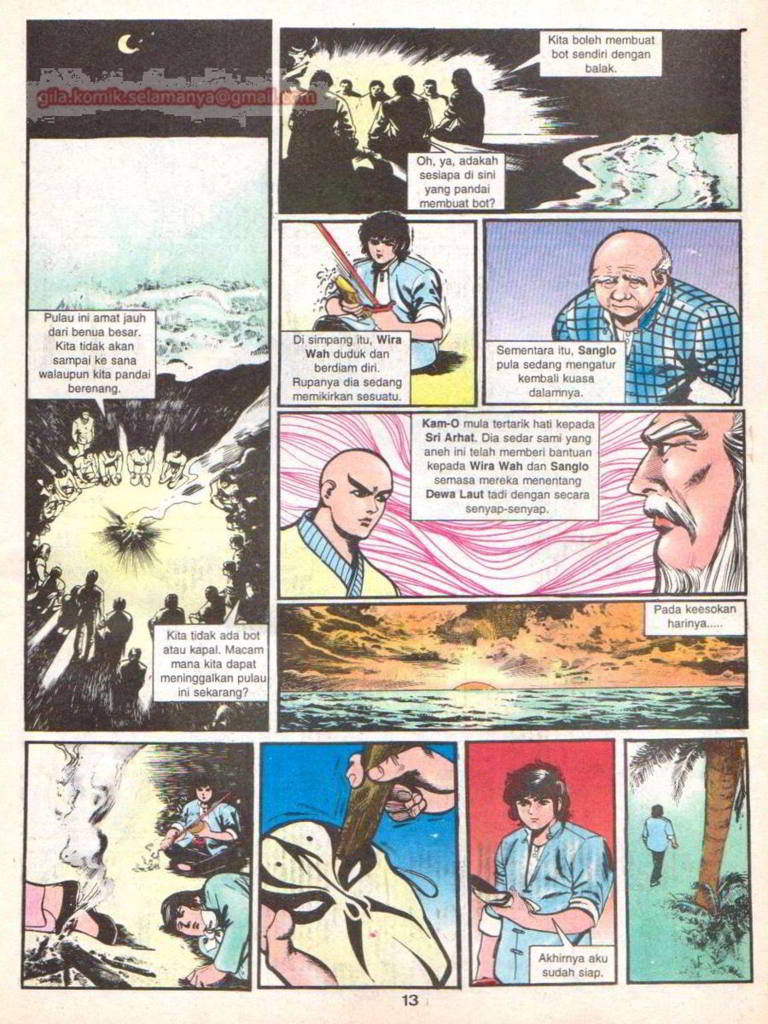 gila.komik.selamanya@gmail.com
Pulau ini amat jauh
dari benua besar.
Kita tidak akan
sampai ke sana
walaupun kita pandai
berenang.
Kita tidak ada bot
atau kapal. Macam
mana kita dapat
meninggalkan pulau
ini sekarang?
Kita boleh membuat
bot sendiri dengan
balak.
Oh, ya, adakah
sesiapa di sini
yang pandai
membuat bot?
Di simpang itu, Wira
Wah duduk dan
berdiam diri.
Rupanya dia sedang
memikirkan sesuatu.
Sementara itu, Sanglo
pula sedang mengatur
kembali kuasa
dalamnya.
Kam-O mula tertarik hati kepada
Sri Arhat. Dia sedar sami yang
aneh ini telah memberi bantuan
kepada Wira Wah dan Sanglo
semasa mereka menentang
Dewa Laut tadi dengan secara
senyap-senyap.
Pada keesokan
harinya.....
Akhirnya aku
sudah siap.
13